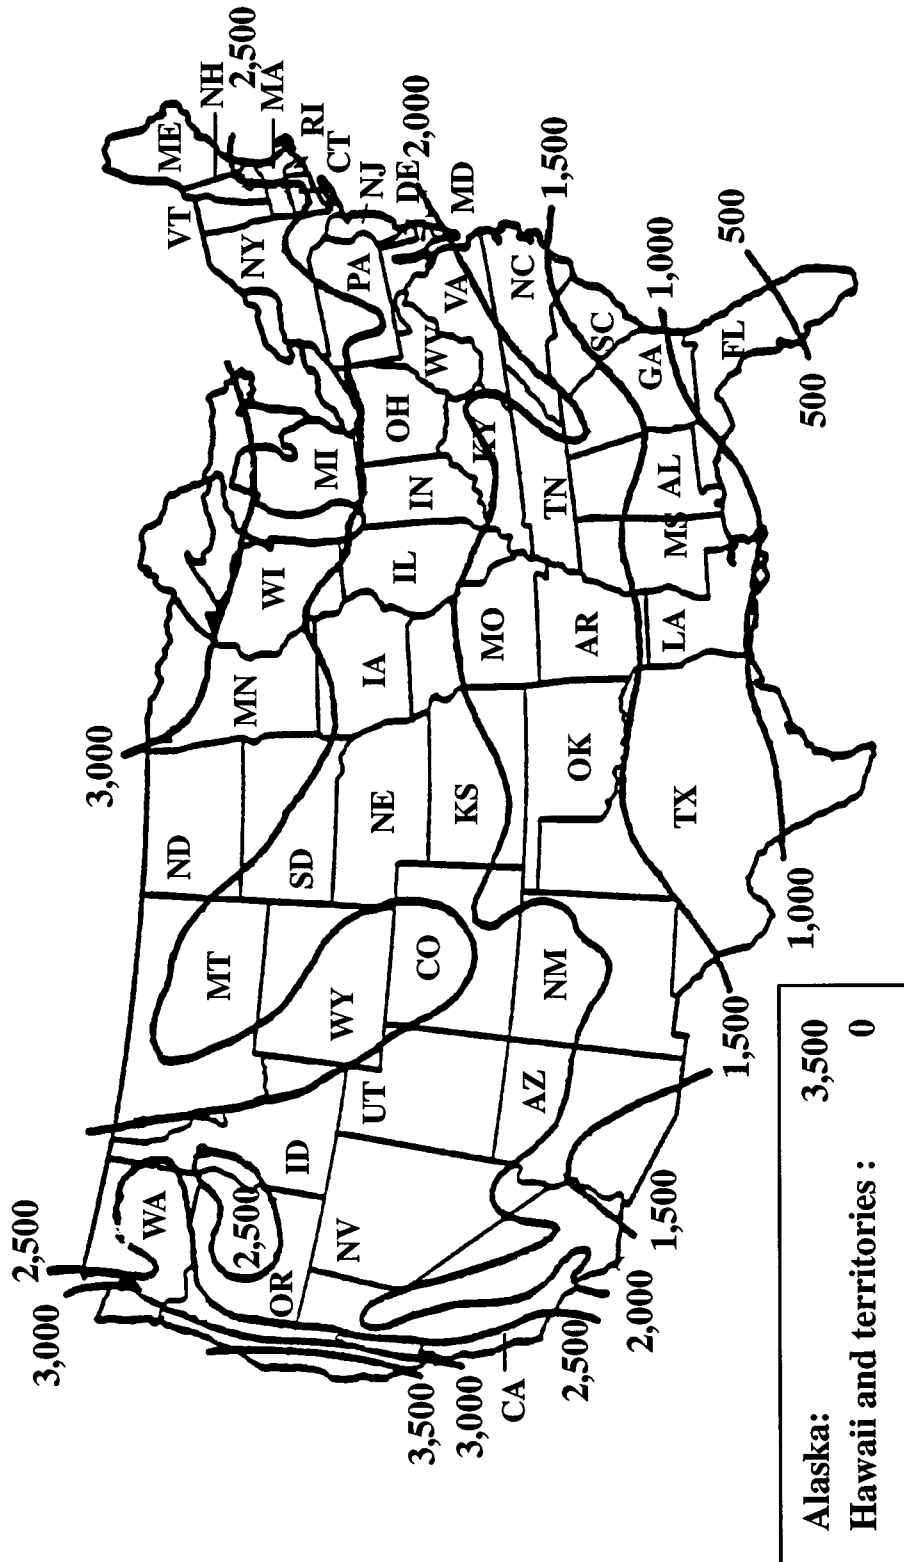 3,000
2,500
3,000
2,500
WA
MT
ND
MN
WI
MI
NY
VT
ME
NH
2,500
MA
RI
CT
NJ
DE
2,000
MD
OR
2,500
ID
WY
SD
IA
IL
IN
OH
PA
WV
VA
NV
UT
CO
NE
KS
MO
KY
TN
NC
1,500
SC
3,500
3,000
CA
2,500
2,000
1,500
AZ
NM
OK
AR
MS
AL
GA
1,000
1,500
TX
LA
FL
500
1,000
500
Alaska: 3,500
Hawaii and territories : 0